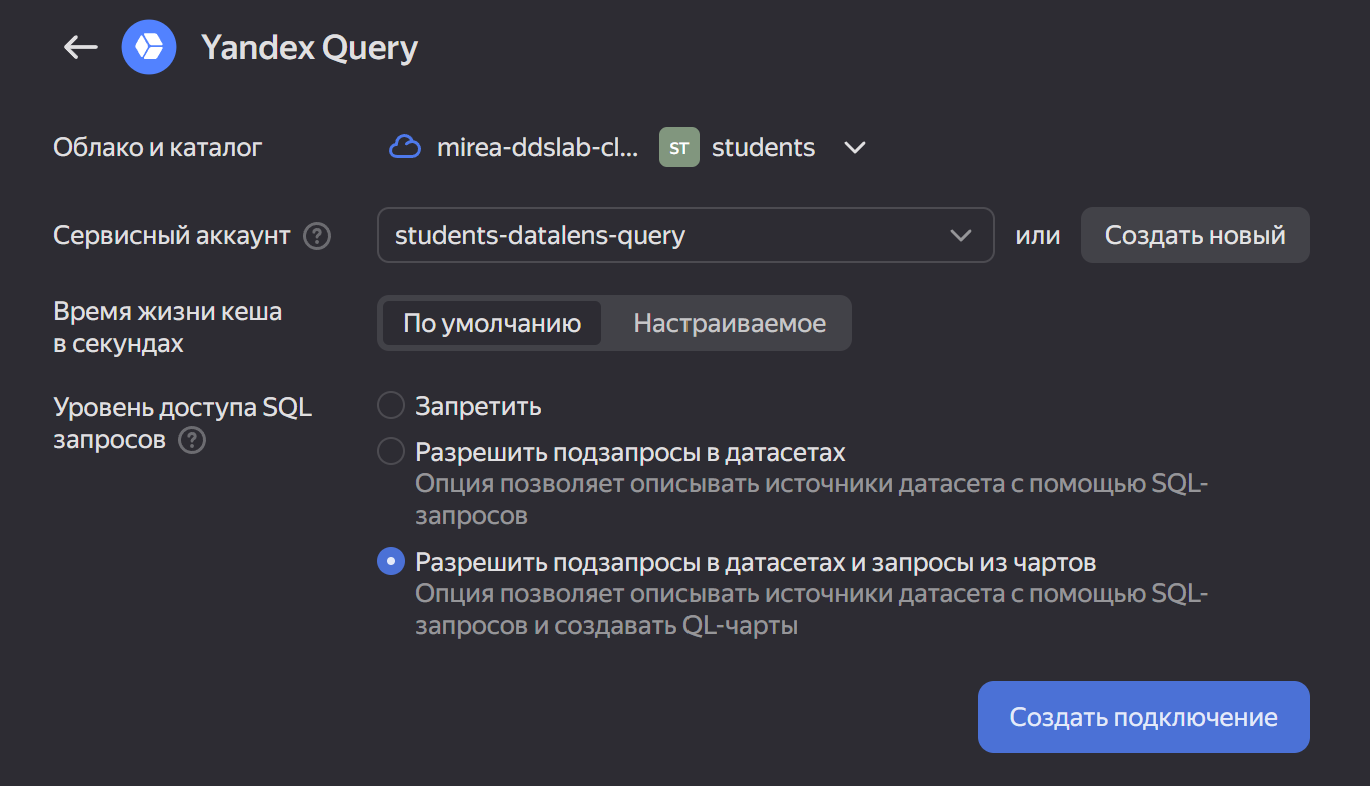 Yandex Query
Облако и каталог
mirea-ddslab-cl... ST students
Сервисный аккаунт ?
students-datalens-query
или
Создать новый
Время жизни кеша
в секундах
По умолчанию
Настраиваемое
Уровень доступа SQL
запросов ?
Запретить
Разрешить подзапросы в датасетах
Опция позволяет описывать источники датасета с помощью SQL-
запросов
Разрешить подзапросы в датасетах и запросы из чартов
Опция позволяет описывать источники датасета с помощью SQL-
запросов и создавать QL-чарты
Создать подключение